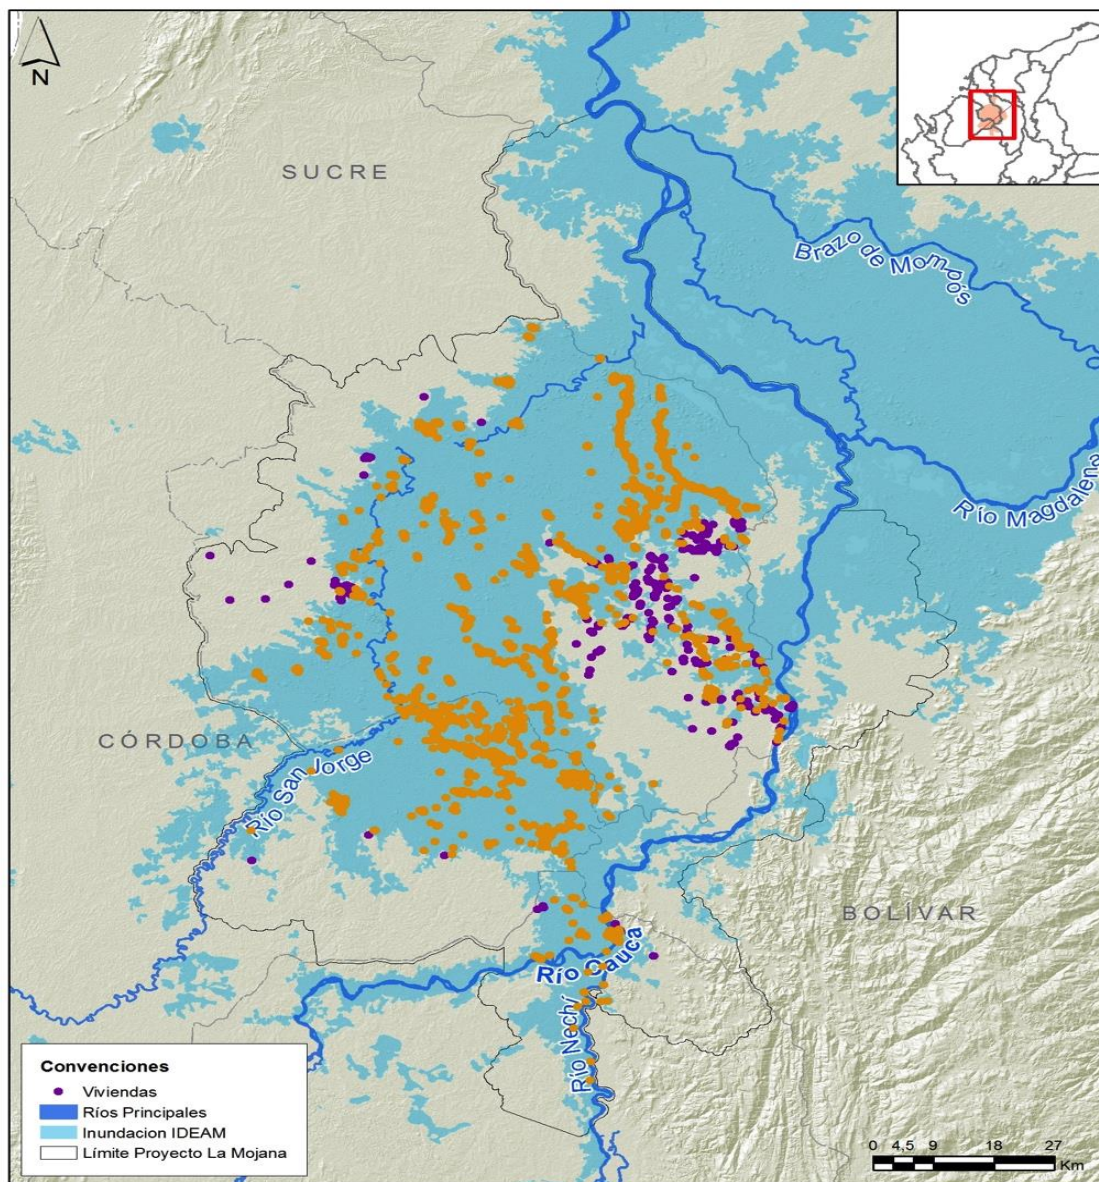 N
SUCRE
Brazo de Mompós
Río Magdalena
CÓRDOBA
Río San Jorge
BOLÍVAR
Río Cauca
Río Nechí
Convenciones
Viviendas
Ríos Principales
Inundacion IDEAM
Límite Proyecto La Mojana
0 4,5 9 18 27
Km